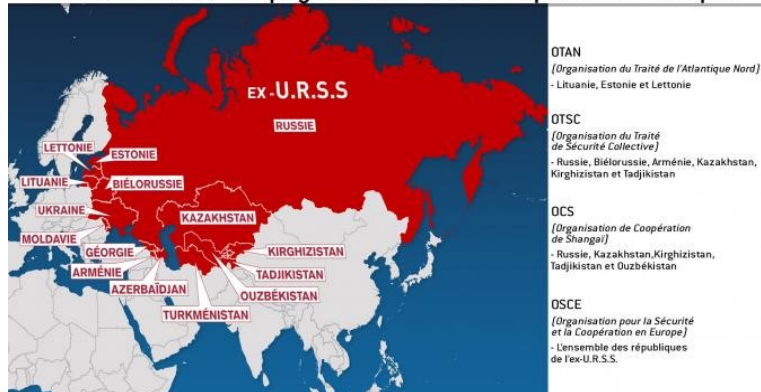 EX-U.R.S.S
RUSSIE
LETTONIE
ESTONIE
LITUANIE
BIÉLORUSSIE
UKRAINE
KAZAKHSTAN
MOLDAVIE
GÉORGIE
KIRGHIZISTAN
ARMÉNIE
TADJIKISTAN
AZERBAÏDJAN
OUZBÉKISTAN
TURKMÉNISTAN
OTAN
(Organisation du Traité de l'Atlantique Nord)
- Lituanie, Estonie et Lettonie
OTSC
(Organisation du Traité
de Sécurité Collective)
- Russie, Biélorussie, Arménie, Kazakhstan,
Kirghizistan et Tadjikistan
OCS
(Organisation de Coopération
de Shangaï)
- Russie, Kazakhstan,Kirghizistan,
Tadjikistan et Ouzbékistan
OSCE
(Organisation pour la Sécurité
et la Coopération en Europe)
- L'ensemble des républiques
de l'ex-U.R.S.S.